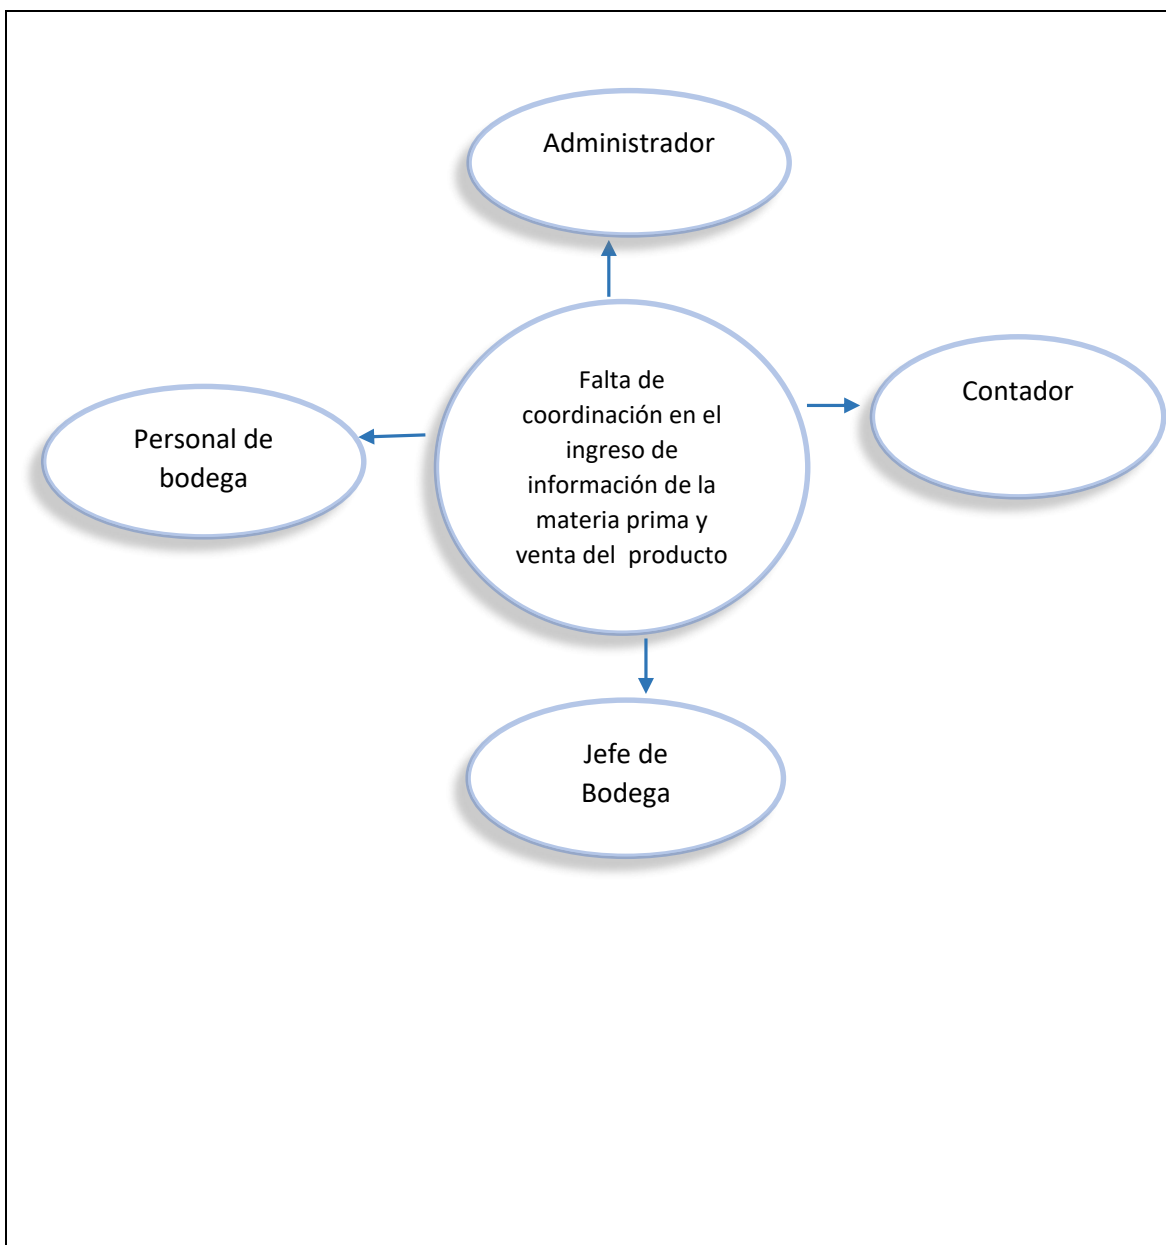 Administrador
Falta de
coordinación en el
ingreso de
información de la
materia prima y
venta del  producto
Contador
Personal de
bodega
Jefe de
Bodega